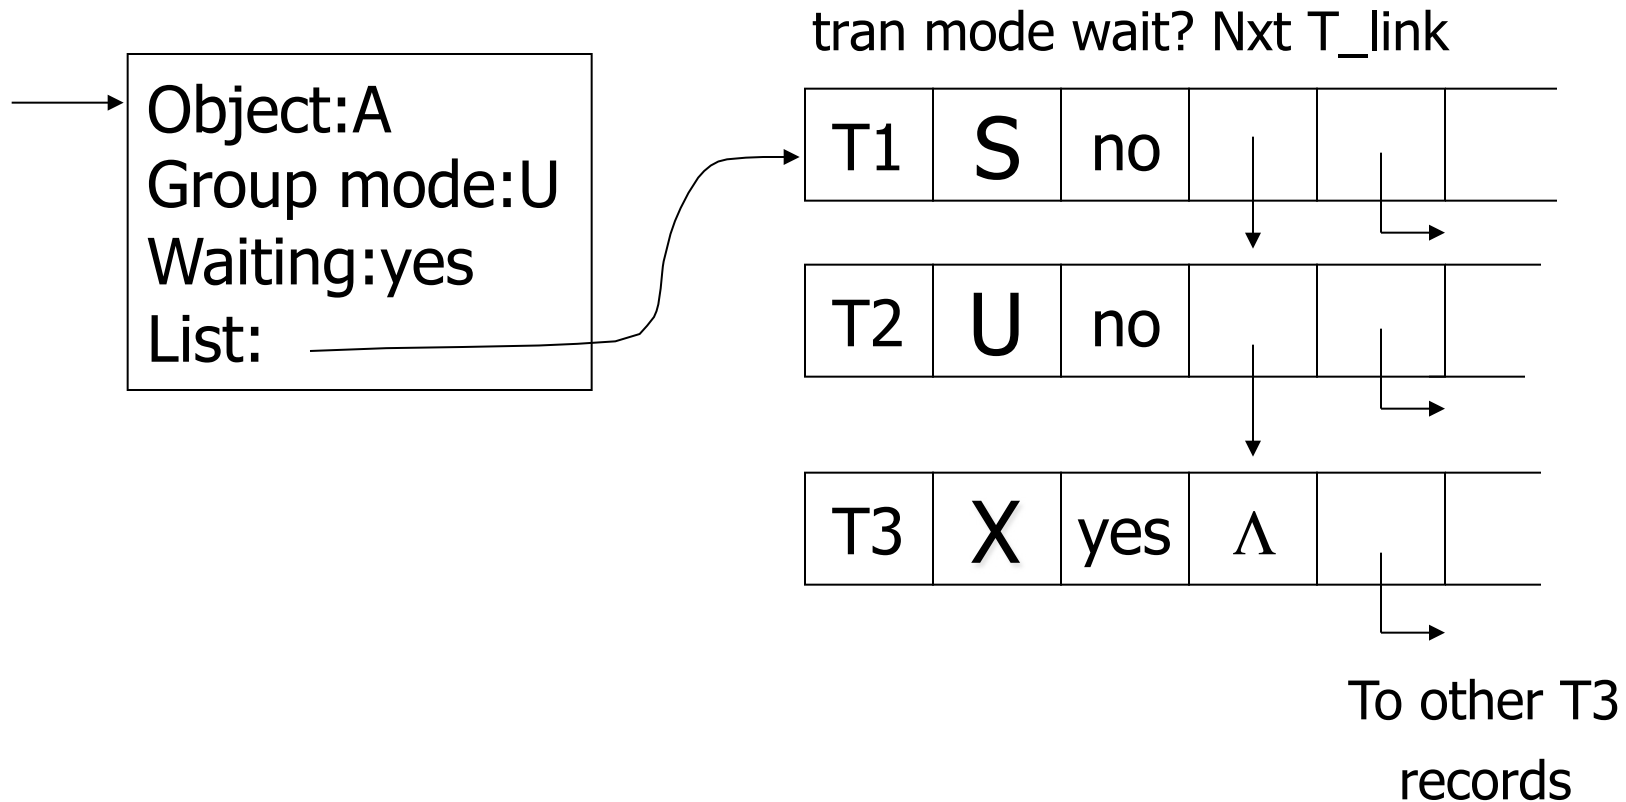 tran mode wait? Nxt T_link
Object:A
Group mode:U
Waiting:yes
List:
T1 S no
T2 U no
T3 X yes Λ
To other T3
records